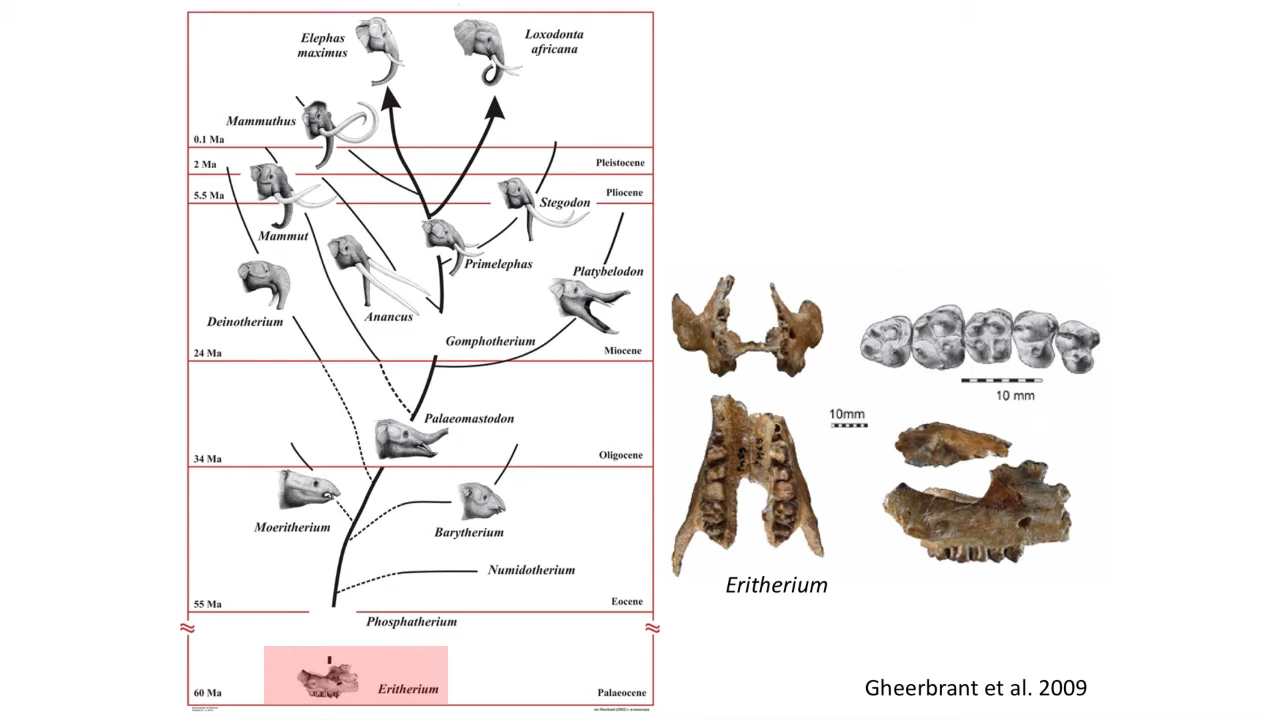 Elephas
maximus
Loxodonta
africana
Mammuthus
0.1 Ma
2 Ma
Pleistocene
5.5 Ma
Pliocene
Stegodon
Mammut
Primelephas
Platybelodon
Deinotherium
Anancus
Gomphotherium
24 Ma
Miocene
10 mm
Palaeomastodon
10mm
34 Ma
Oligocene
Moeritherium
Barytherium
Numidotherium
Eritherium
55 Ma
Eocene
Phosphatherium
Eritherium
60 Ma
Palaeocene
Gheerbrant et al. 2009